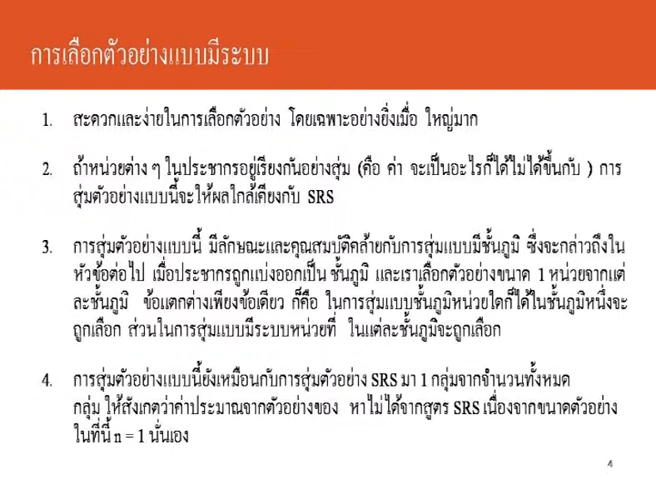 การเลือกตัวอย่างแบบมีระบบ
1. สะดวกและง่ายในการเลือกตัวอย่าง โดยเฉพาะอย่างยิ่งเมื่อ ใหญ่มาก
2. ถ้าหน่วยต่าง ๆ ในประชากรอยู่เรียงกันอย่างสุ่ม (คือ ค่า จะเป็นอะไรก็ได้ไม่ได้ขึ้นกับ ) การ
สุ่มตัวอย่างแบบนี้จะให้ผลใกล้เคียงกับ SRS
3. การสุ่มตัวอย่างแบบนี้ มีลักษณะและคุณสมบัติคล้ายกับการสุ่มแบบมีชั้นภูมิ ซึ่งจะกล่าวถึงใน
หัวข้อต่อไป เมื่อประชากรถูกแบ่งออกเป็น ชั้นภูมิ และเราเลือกตัวอย่างขนาด 1 หน่วยจากแต่
ละชั้นภูมิ ข้อแตกต่างเพียงข้อเดียว ก็คือ ในการสุ่มแบบชั้นภูมิหน่วยใดก็ได้ในชั้นภูมิหนึ่งจะ
ถูกเลือก ส่วนในการสุ่มแบบมีระบบหน่วยที่ ในแต่ละชั้นภูมิจะถูกเลือก
4. การสุ่มตัวอย่างแบบนี้ยังเหมือนกับการสุ่มตัวอย่าง SRS มา 1 กลุ่มจากจำนวนทั้งหมด
กลุ่ม ให้สังเกตว่าค่าประมาณจากตัวอย่างของ หาไม่ได้จากสูตร SRS เนื่องจากขนาดตัวอย่าง
ในที่นี้ n = 1 นั่นเอง
4